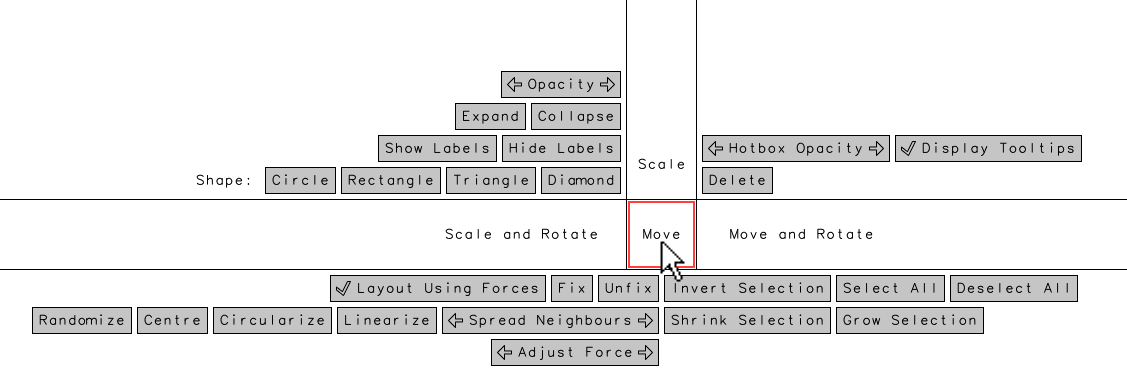 Opacity
Expand Collapse
Show Labels Hide Labels Hotbox Opacity Display Tooltips
Scale
Shape: Circle Rectangle Triangle Diamond Delete
Scale and Rotate Move Move and Rotate
Layout Using Forces Fix Unfix Invert Selection Select All Deselect All
Randomize Centre Circularize Linearize Spread Neighbours Shrink Selection Grow Selection
Adjust Force